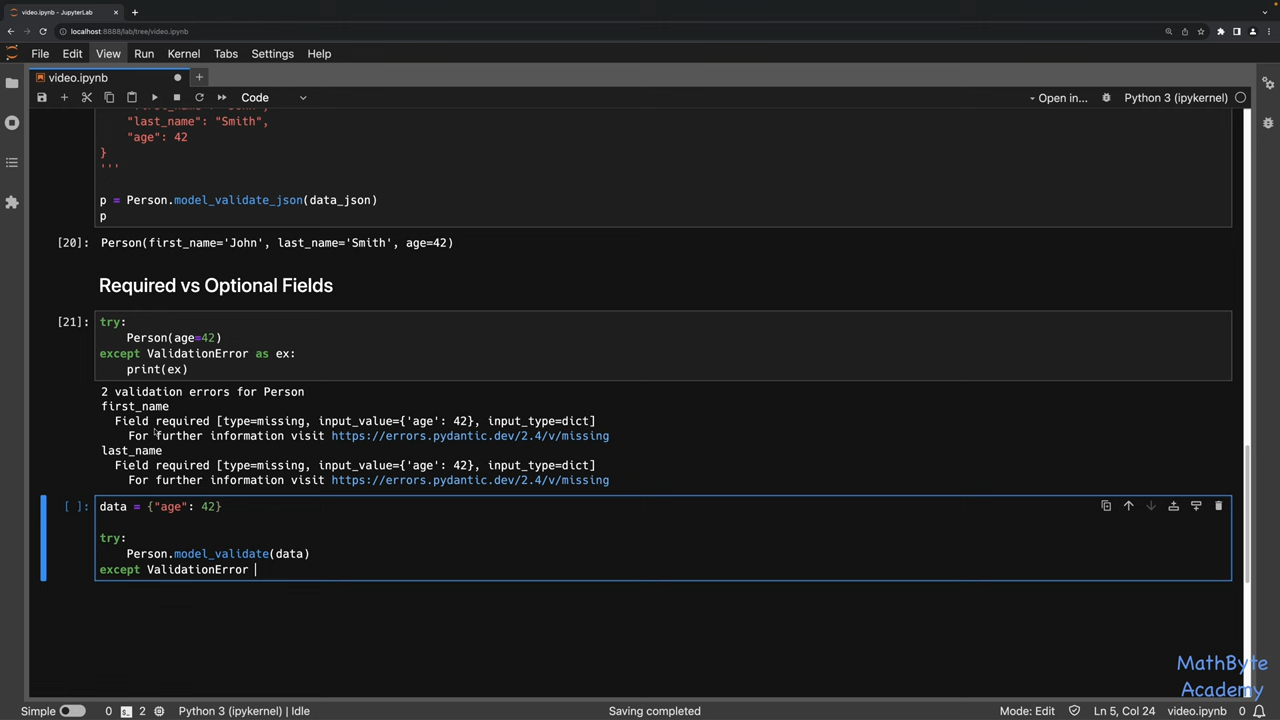 video.ipynb - JupyterLab
localhost:8888/lab/tree/video.ipynb
File Edit View Run Kernel Tabs Settings Help
video.ipynb
Code
Open in...
Python 3 (ipykernel)
"last_name": "Smith",
"age": 42
}
'''
p = Person.model_validate_json(data_json)
p
[20]: Person(first_name='John', last_name='Smith', age=42)
Required vs Optional Fields
[21]: try:
Person(age=42)
except ValidationError as ex:
print(ex)
2 validation errors for Person
first_name
Field required [type=missing, input_value={'age': 42}, input_type=dict]
For further information visit https://errors.pydantic.dev/2.4/v/missing
last_name
Field required [type=missing, input_value={'age': 42}, input_type=dict]
For further information visit https://errors.pydantic.dev/2.4/v/missing
[ ]: data = {"age": 42}
try:
Person.model_validate(data)
except ValidationError
MathByte
Academy
Simple 0 2 Python 3 (ipykernel) | Idle Saving completed Mode: Edit Ln 5, Col 24 video.ipynb 0